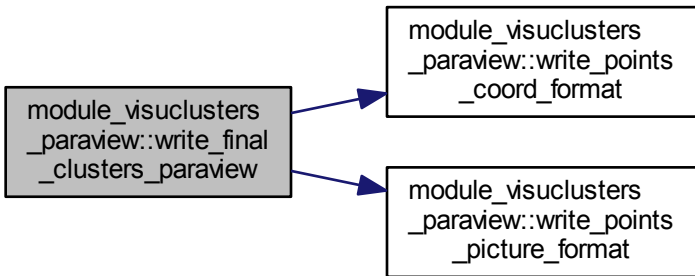 module_visuclusters
_paraview::write_final
_clusters_paraview
module_visuclusters
_paraview::write_points
_coord_format
module_visuclusters
_paraview::write_points
_picture_format